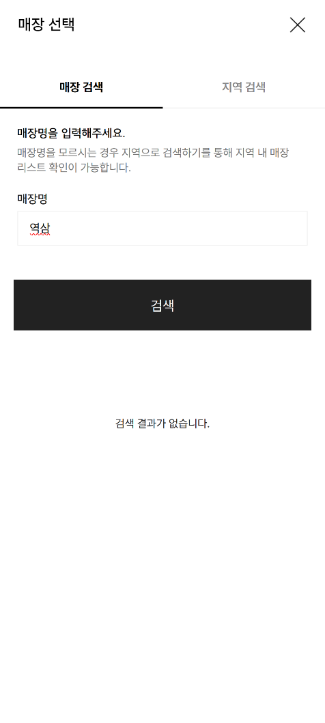 매장 선택
매장 검색
지역 검색
매장명을 입력해주세요.
매장명을 모르시는 경우 지역으로 검색하기를 통해 지역 내 매장
리스트 확인이 가능합니다.
매장명
역삼
검색
검색 결과가 없습니다.